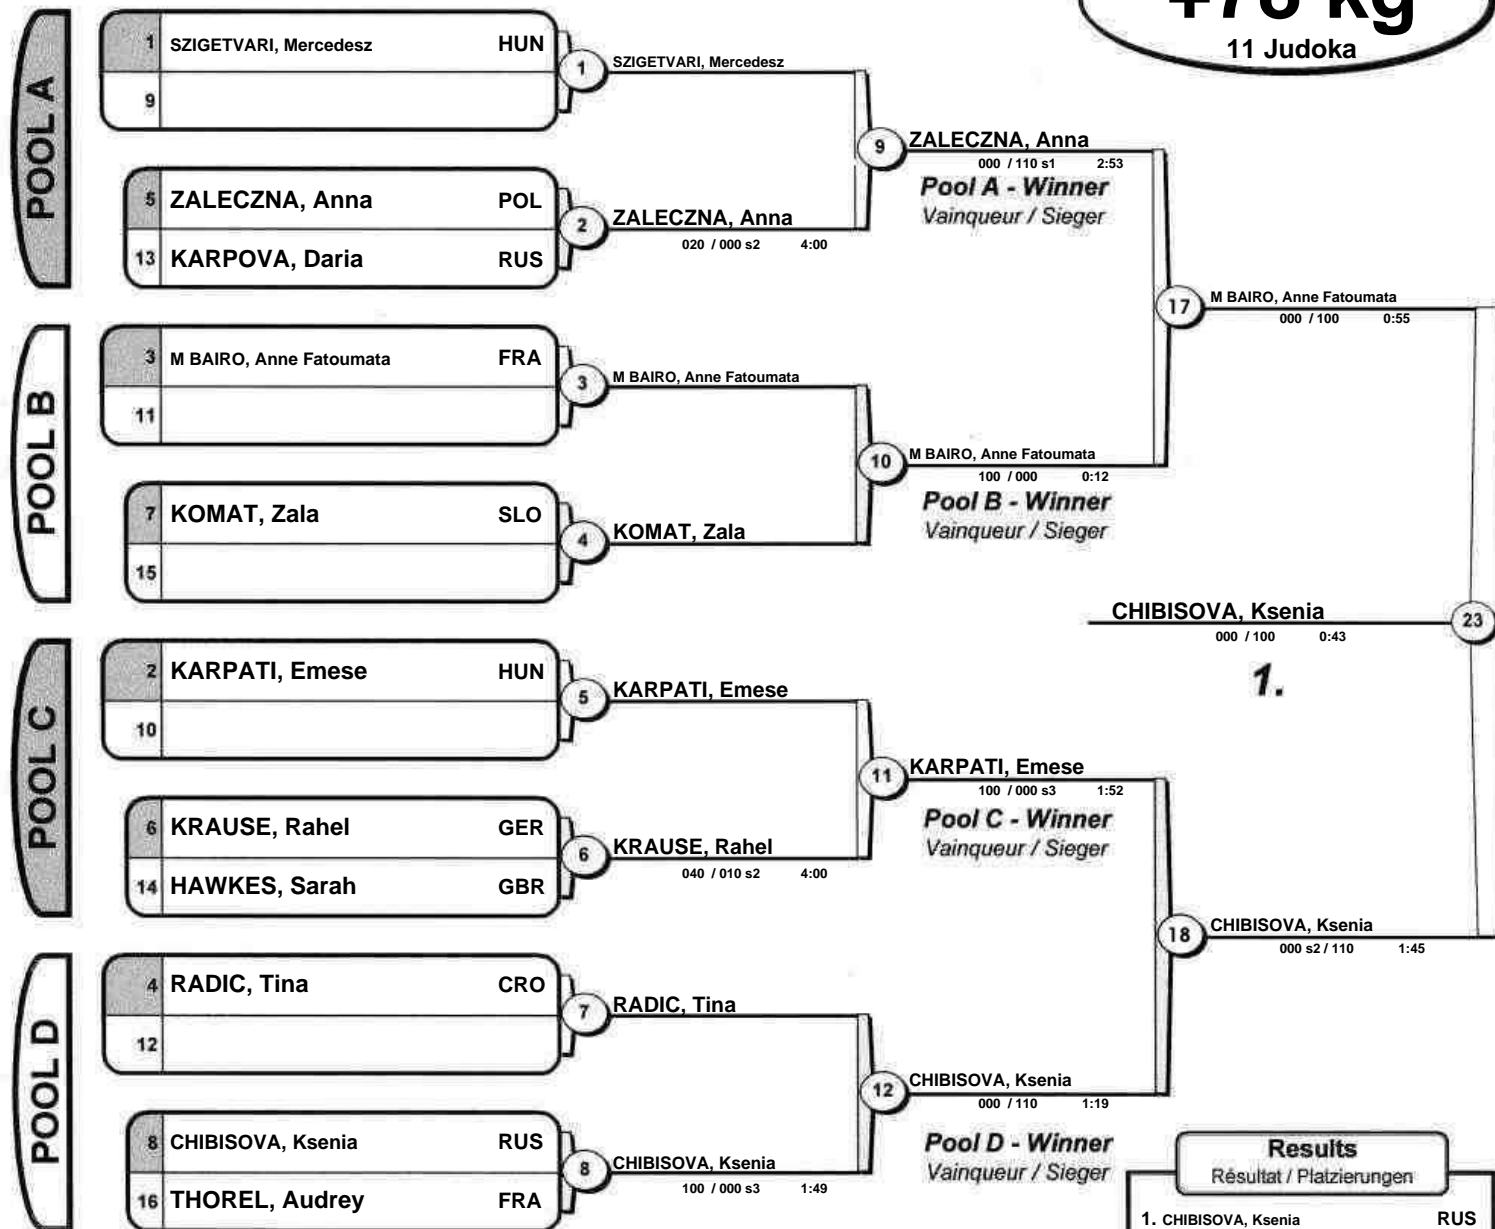 +78 kg
11 Judoka
POOL A
1 SZIGETVARI, Mercedesz HUN
9
1 SZIGETVARI, Mercedesz
5 ZALECZNA, Anna POL
13 KARPOVA, Daria RUS
2 ZALECZNA, Anna
020 / 000 s2 4:00
9 ZALECZNA, Anna
000 / 110 s1 2:53
Pool A - Winner
Vainqueur / Sieger
POOL B
3 M BAIRO, Anne Fatoumata FRA
11
3 M BAIRO, Anne Fatoumata
7 KOMAT, Zala SLO
15
4 KOMAT, Zala
10 M BAIRO, Anne Fatoumata
100 / 000 0:12
Pool B - Winner
Vainqueur / Sieger
17 M BAIRO, Anne Fatoumata
000 / 100 0:55
CHIBISOVA, Ksenia 23
000 / 100 0:43
1.
POOL C
2 KARPATI, Emese HUN
10
5 KARPATI, Emese
6 KRAUSE, Rahel GER
14 HAWKES, Sarah GBR
6 KRAUSE, Rahel
040 / 010 s2 4:00
11 KARPATI, Emese
100 / 000 s3 1:52
Pool C - Winner
Vainqueur / Sieger
18 CHIBISOVA, Ksenia
000 s2 / 110 1:45
POOL D
4 RADIC, Tina CRO
12
7 RADIC, Tina
8 CHIBISOVA, Ksenia RUS
16 THOREL, Audrey FRA
8 CHIBISOVA, Ksenia
100 / 000 s3 1:49
12 CHIBISOVA, Ksenia
000 / 110 1:19
Pool D - Winner
Vainqueur / Sieger
Results
Résultat / Platzierungen
1. CHIBISOVA, Ksenia RUS